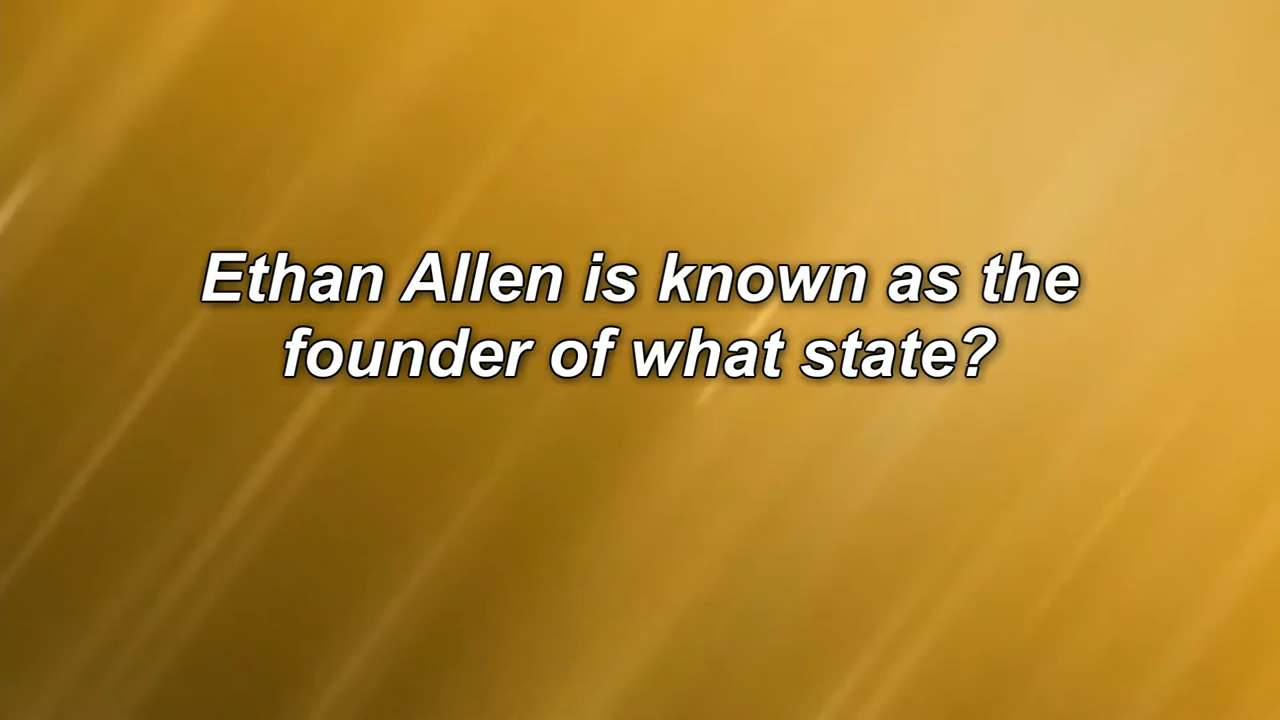 Ethan Allen is known as the
founder of what state?